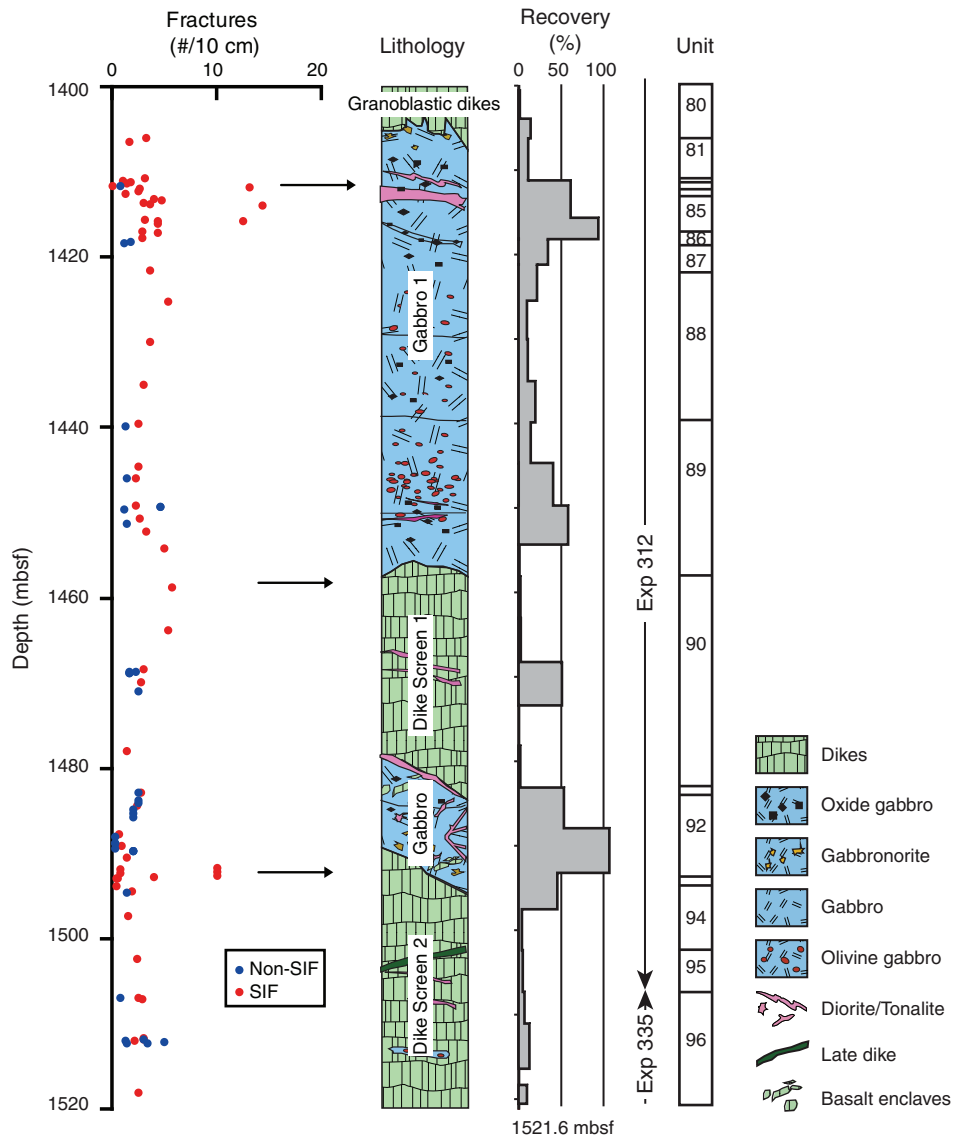 Fractures
(#/10 cm)
0 10 20
Lithology
Recovery
(%)
0 50 100
Unit
Depth (mbsf)
1400
1420
1440
1460
1480
1500
1520
Non-SIF
SIF
Granoblastic dikes
Gabbro 1
Dike Screen 1
Gabbro
Dike Screen 2
1521.6 mbsf
Exp 312
Exp 335
80
81
85
86
87
88
89
90
92
94
95
96
Dikes
Oxide gabbro
Gabbronorite
Gabbro
Olivine gabbro
Diorite/Tonalite
Late dike
Basalt enclaves